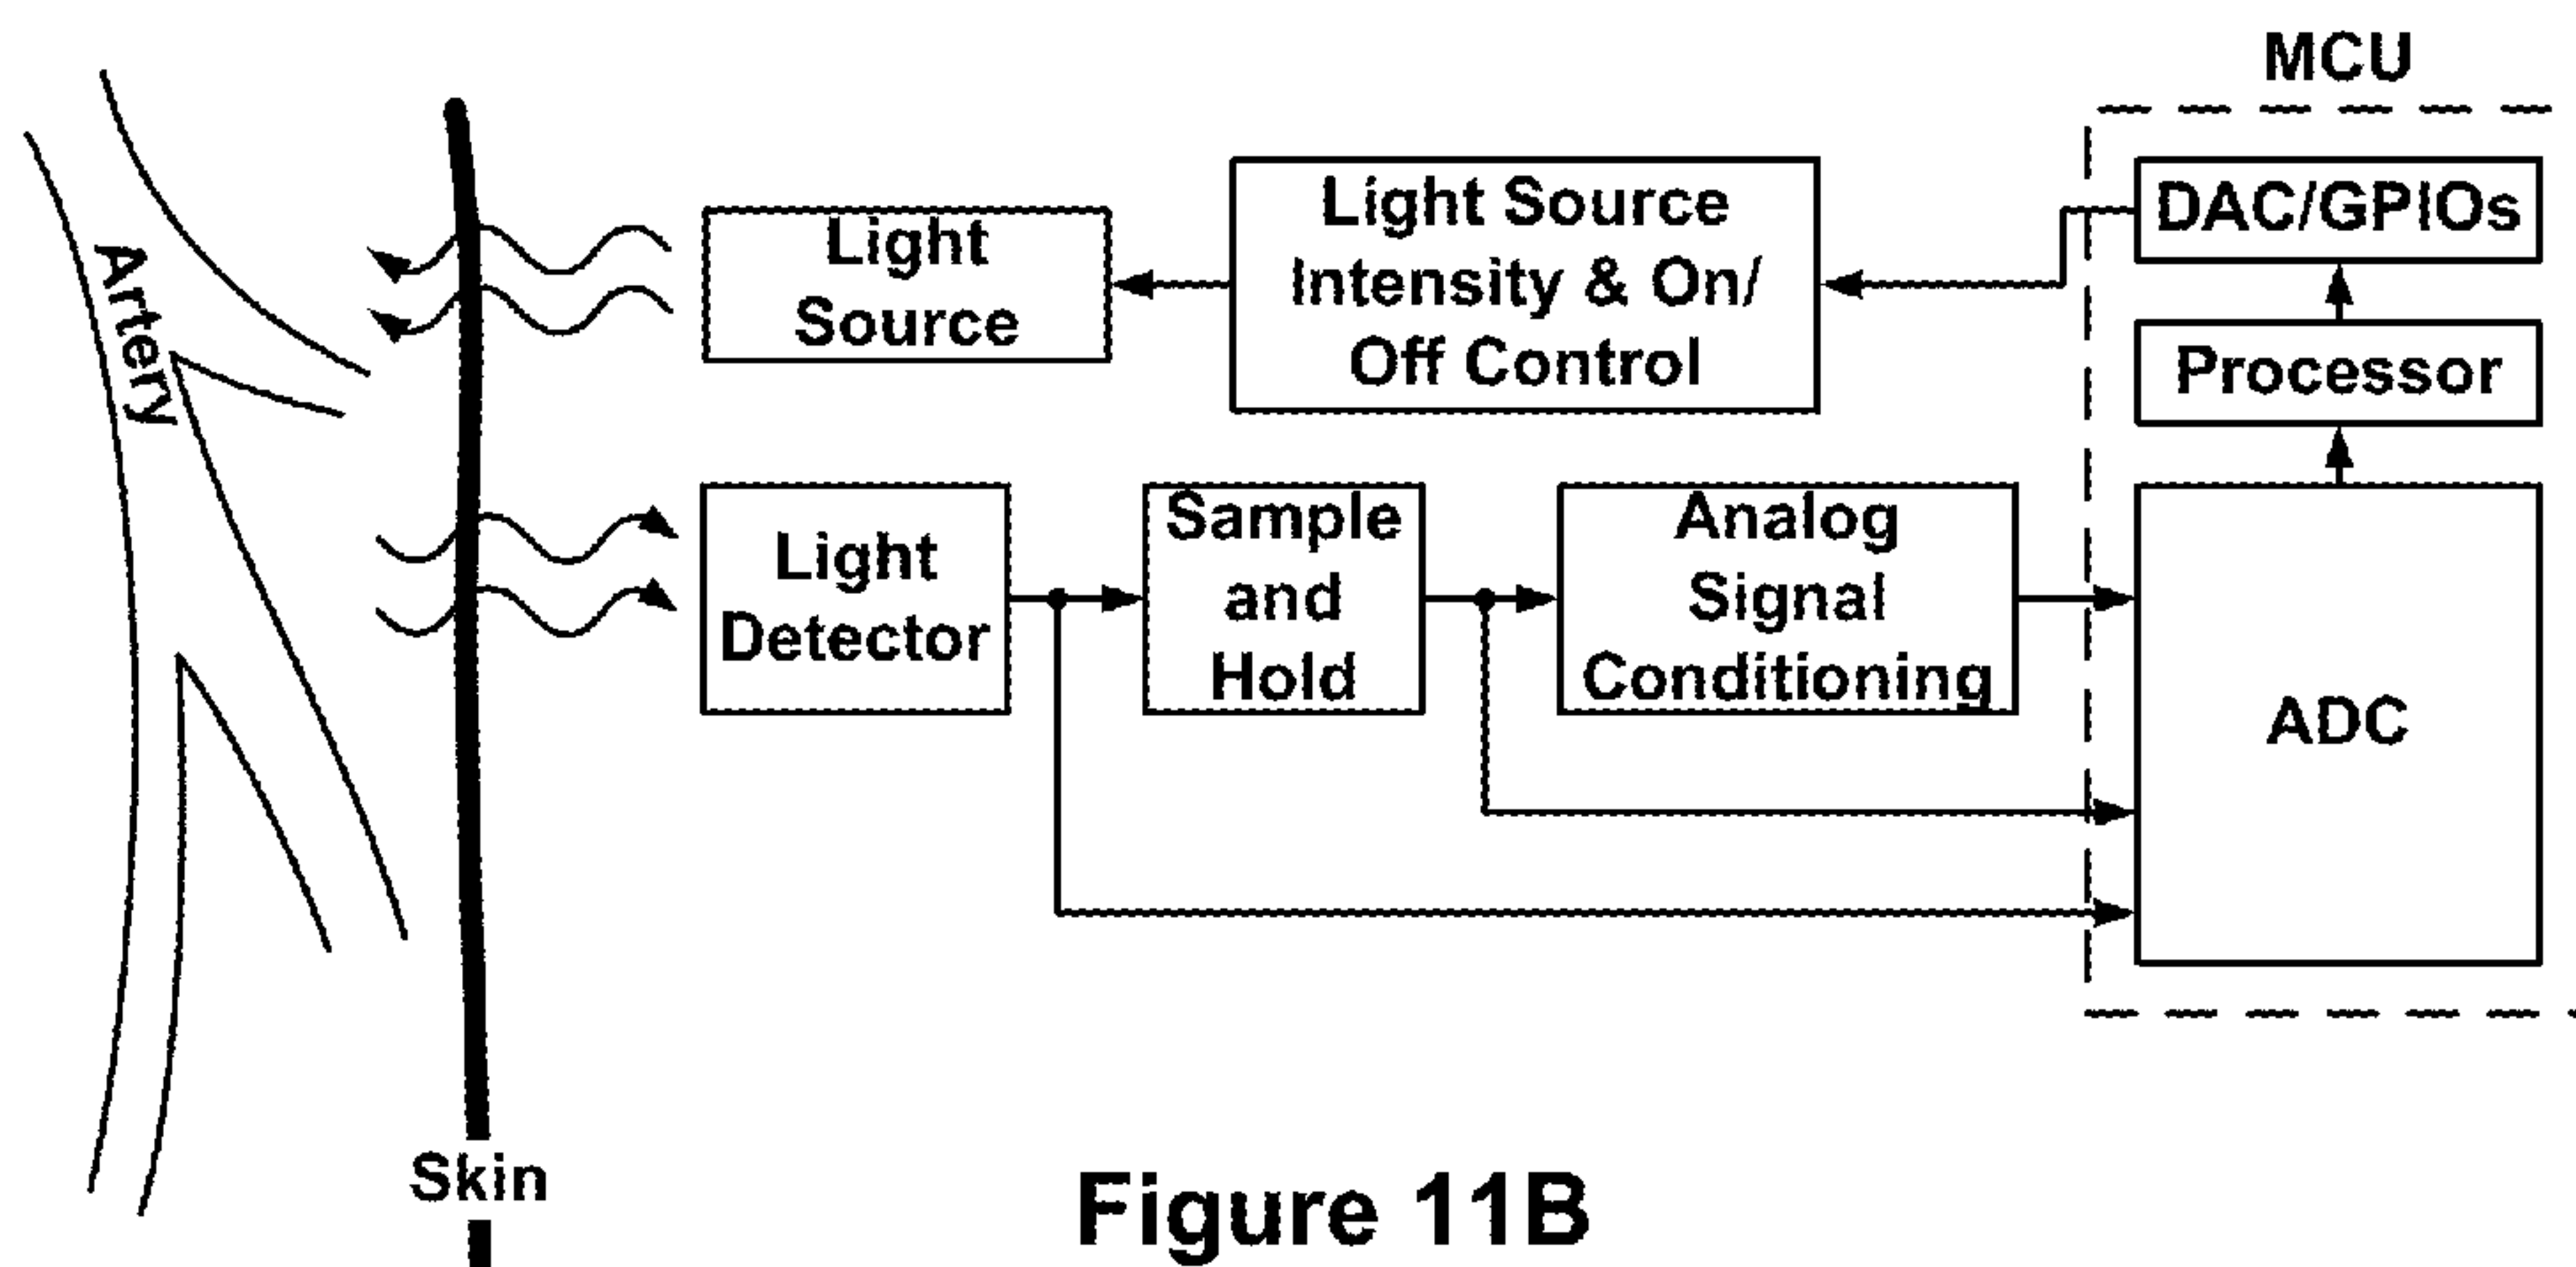 MCU
Artery
Light
Source
Light Source
Intensity & On/
Off Control
DAC/GPIOs
Processor
Light
Detector
Sample
and
Hold
Analog
Signal
Conditioning
ADC
Skin
Figure 11B